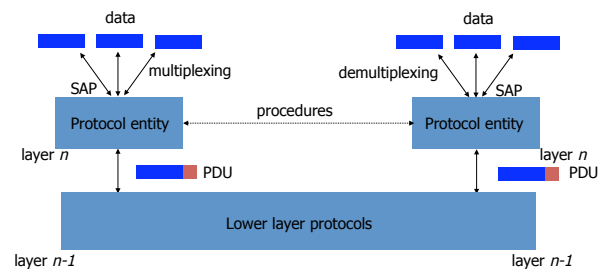 data
data
multiplexing
demultiplexing
SAP
SAP
procedures
Protocol entity
Protocol entity
layer n
layer n
PDU
PDU
Lower layer protocols
layer n-1
layer n-1